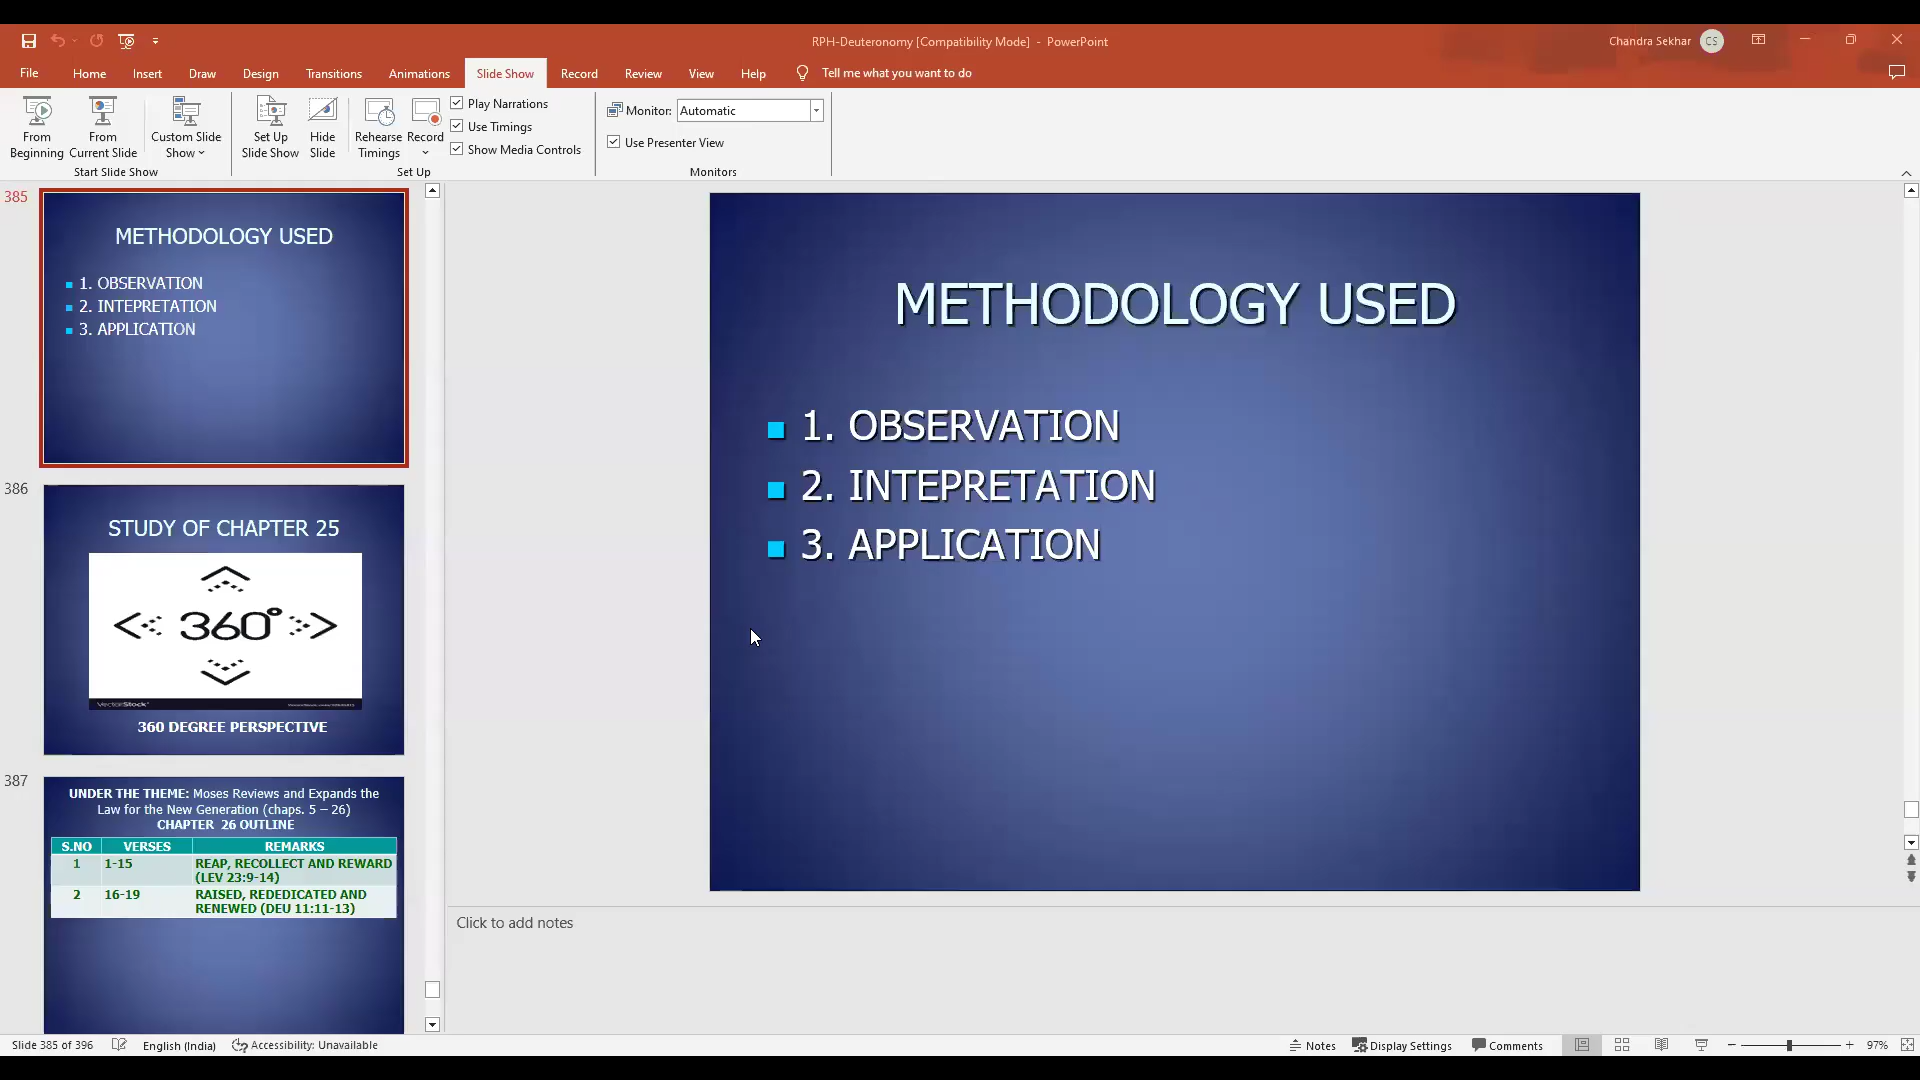 RPH-Deuteronomy [Compatibility Mode] - PowerPoint
Chandra Sekhar CS
File Home Insert Draw Design Transitions Animations Slide Show Record Review View Help Tell me what you want to do
From Beginning
From Current Slide
Custom Slide Show
Start Slide Show
Set Up Slide Show
Hide Slide
Rehearse Timings
Record
Play Narrations
Use Timings
Show Media Controls
Set Up
Monitor: Automatic
Use Presenter View
Monitors
385
METHODOLOGY USED
1. OBSERVATION
2. INTEPRETATION
3. APPLICATION
386
STUDY OF CHAPTER 25
360°
VectorStock
360 DEGREE PERSPECTIVE
387
UNDER THE THEME: Moses Reviews and Expands the
Law for the New Generation (chaps. 5 – 26)
CHAPTER 26 OUTLINE
S.NO VERSES REMARKS
1 1-15 REAP, RECOLLECT AND REWARD
(LEV 23:9-14)
2 16-19 RAISED, REDEDICATED AND
RENEWED (DEU 11:11-13)
METHODOLOGY USED
1. OBSERVATION
2. INTEPRETATION
3. APPLICATION
Click to add notes
Slide 385 of 396 English (India) Accessibility: Unavailable Notes Display Settings Comments 97%